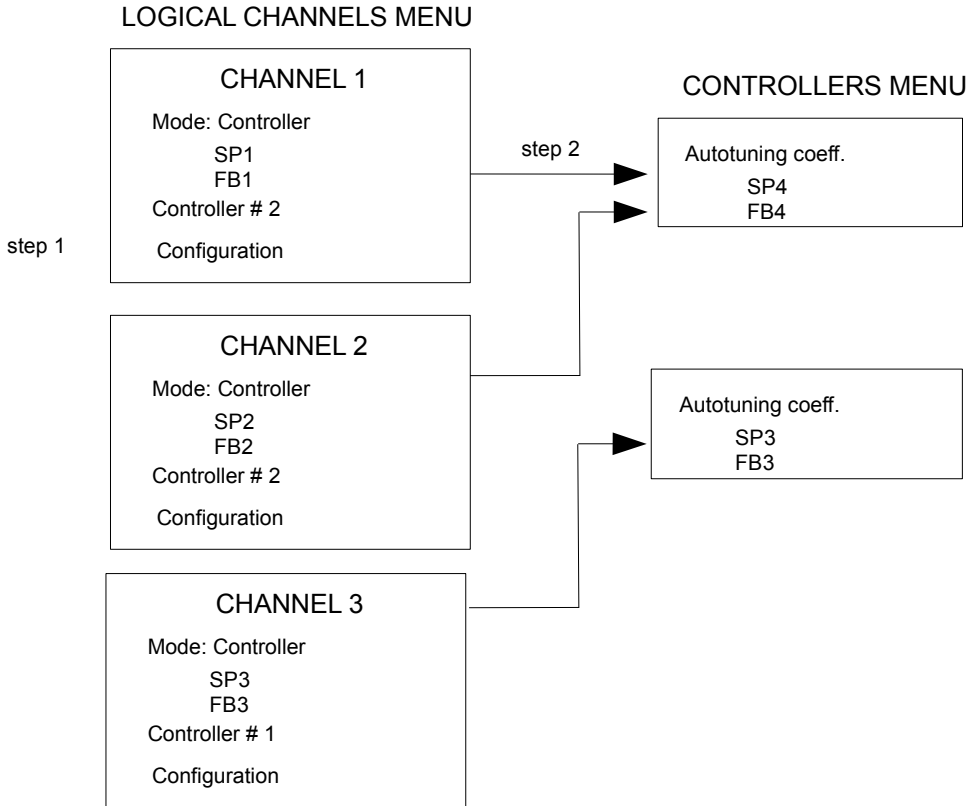 LOGICAL CHANNELS MENU
CHANNEL 1
Mode: Controller
SP1
FB1
Controller # 2
Configuration
step 1
step 2
CONTROLLERS MENU
Autotuning coeff.
SP4
FB4
CHANNEL 2
Mode: Controller
SP2
FB2
Controller # 2
Configuration
Autotuning coeff.
SP3
FB3
CHANNEL 3
Mode: Controller
SP3
FB3
Controller # 1
Configuration